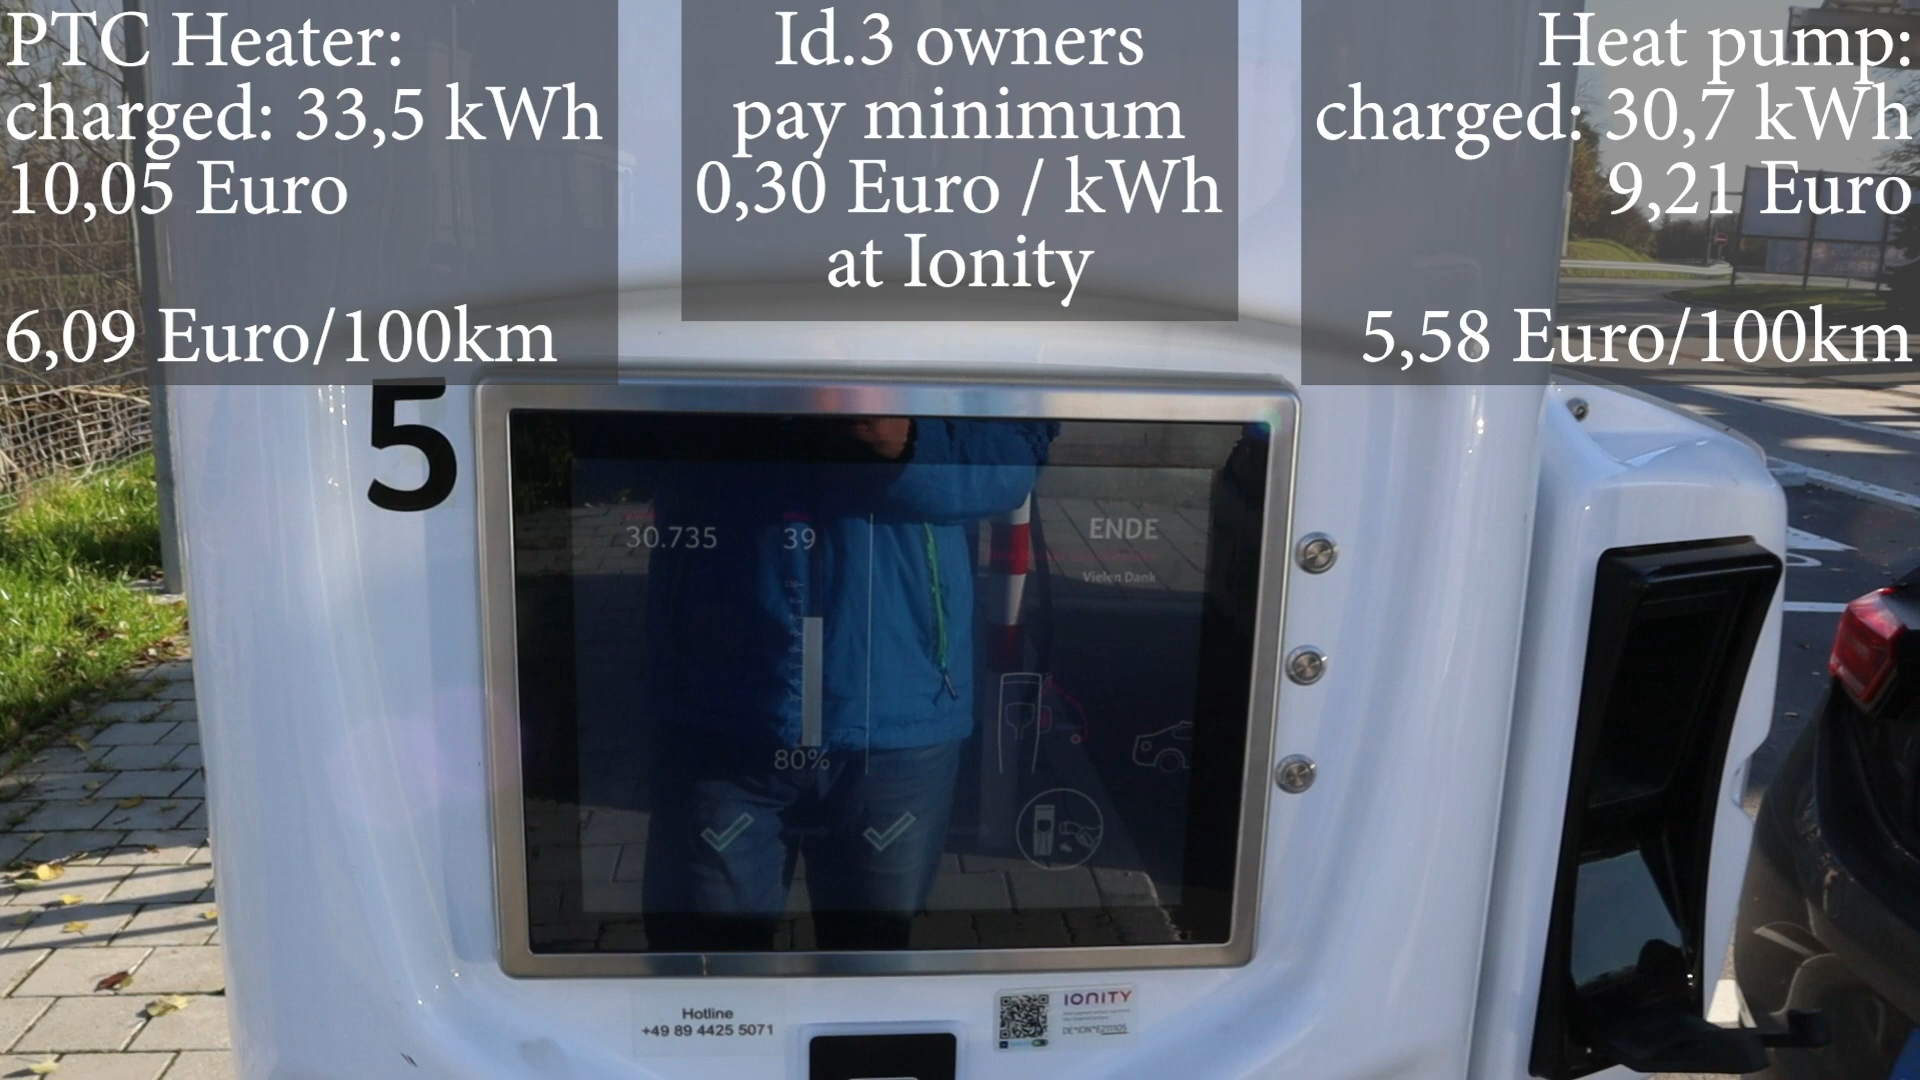 PTC Heater:
charged: 33,5 kWh
10,05 Euro
6,09 Euro/100km
Id.3 owners
pay minimum
0,30 Euro / kWh
at Ionity
Heat pump:
charged: 30,7 kWh
9,21 Euro
5,58 Euro/100km
5
30.735
39
ENDE
Vielen Dank
80%
Hotline
+49 89 4425 5071
IONITY